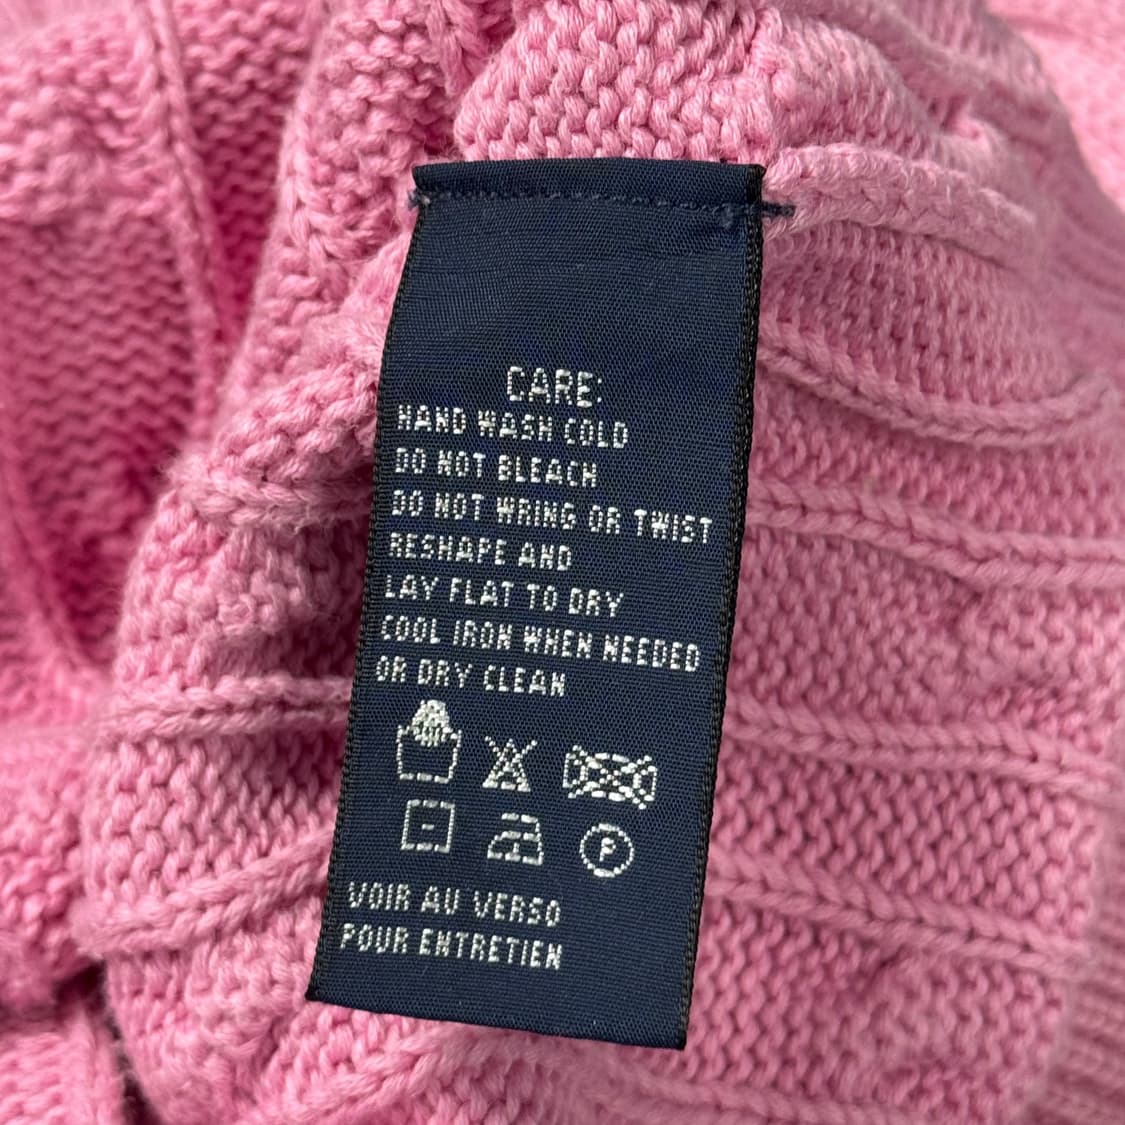 CARE:
HAND WASH COLD
DO NOT BLEACH
DO NOT WRING OR TWIST
RESHAPE AND
LAY FLAT TO DRY
COOL IRON WHEN NEEDED
OR DRY CLEAN
P
VOIR AU VERSO
POUR ENTRETIEN